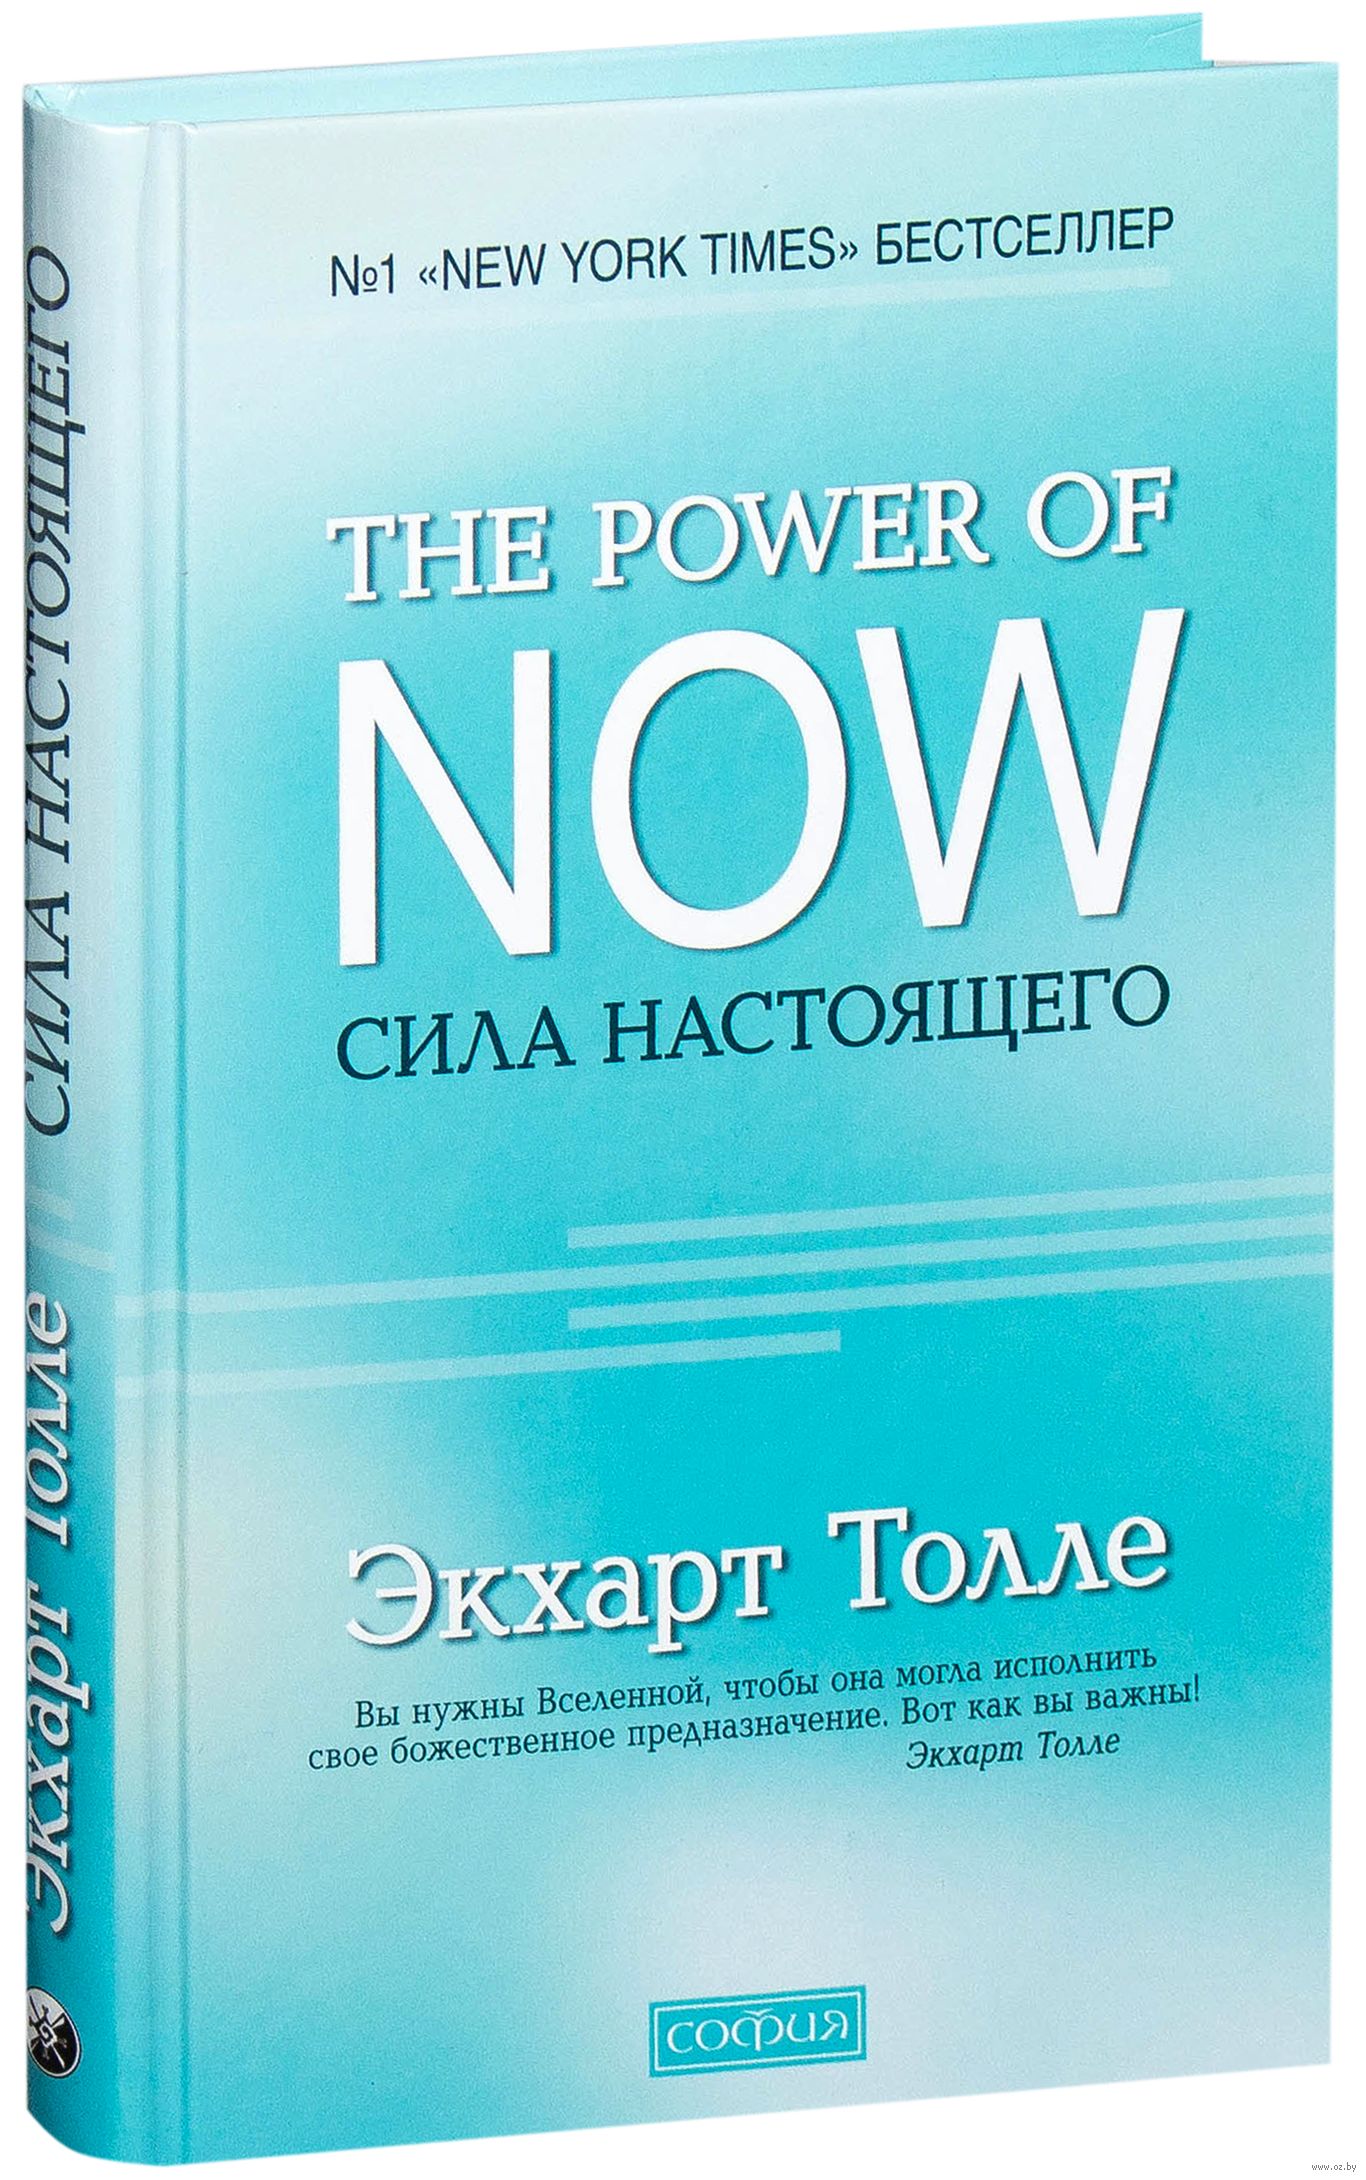 №1 «NEW YORK TIMES» БЕСТСЕЛЛЕР
THE POWER OF
NOW
СИЛА НАСТОЯЩЕГО
Экхарт Толле
Вы нужны Вселенной, чтобы она могла исполнить
свое божественное предназначение. Вот как вы важны!
Экхарт Толле
СОФИЯ
Экхарт Толле СИЛА НАСТОЯЩЕГО
www.oz.by